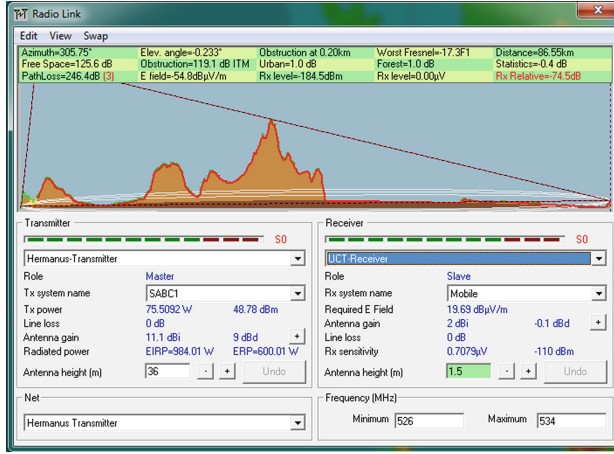 Radio Link
Edit View Swap
Azimuth=305.75° Elev. angle=-0.233° Obstruction at 0.20km Worst Fresnel=-17.3F1 Distance=86.55km
Free Space=125.6 dB Obstruction=119.1 dB ITM Urban=1.0 dB Forest=1.0 dB Statistics=-0.4 dB
PathLoss=246.4dB (3) E field=-54.8dBµV/m Rx level=-184.5dBm Rx level=0.00µV Rx Relative=-74.5dB
Transmitter Receiver
S0 S0
Hermanus-Transmitter UCT-Receiver
Role Master Role Slave
Tx system name SABC1 Rx system name Mobile
Tx power 75.5092 W 48.78 dBm Required E Field 19.69 dBµV/m
Line loss 0 dB Antenna gain 2 dBi -0.1 dBd +
Antenna gain 11.1 dBi 9 dBd + Line loss 0 dB
Radiated power EIRP=984.01 W ERP=600.01 W Rx sensitivity 0.7079µV -110 dBm
Antenna height (m) 36 - + Undo Antenna height (m) 1.5 - + Undo
Net Frequency (MHz)
Hermanus Transmitter Minimum 526 Maximum 534